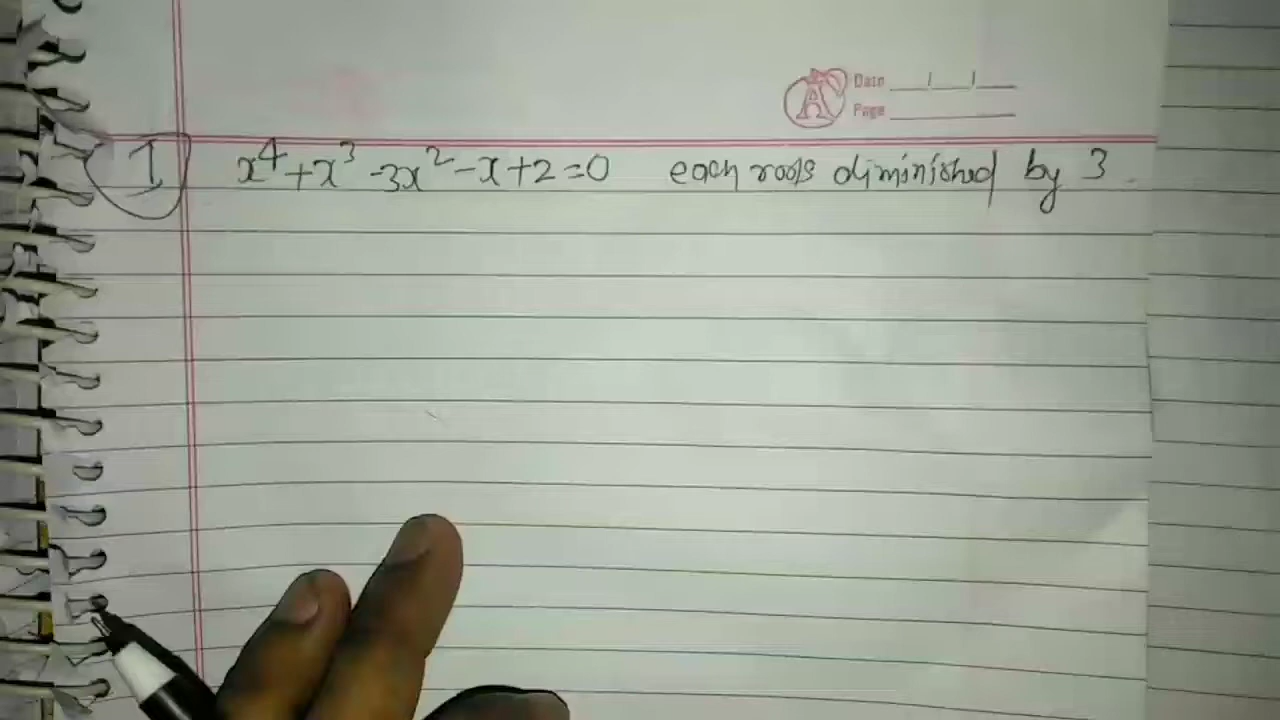 Date
Page
1 x⁴+x³-3x²-x+2=0 each roots diminished by 3